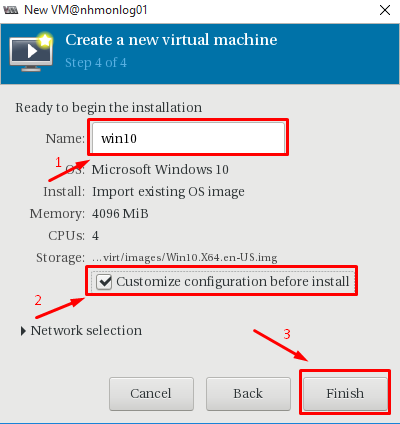 New VM@nhmonlog01
Create a new virtual machine
Step 4 of 4
Ready to begin the installation
Name: win10
1
OS: Microsoft Windows 10
Install: Import existing OS image
Memory: 4096 MiB
CPUs: 4
Storage: ...virt/images/Win10.X64.en-US.img
Customize configuration before install
2
Network selection
3
Cancel Back Finish